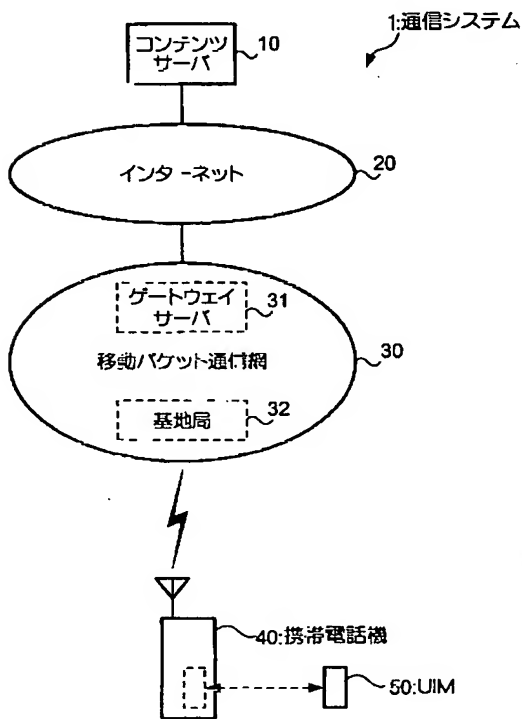 1:通信システム
コンテンツ
サーバ
10
インターネット
20
ゲートウェイ
サーバ
31
移動パケット通信網
30
基地局
32
40:携帯電話機
50:UIM